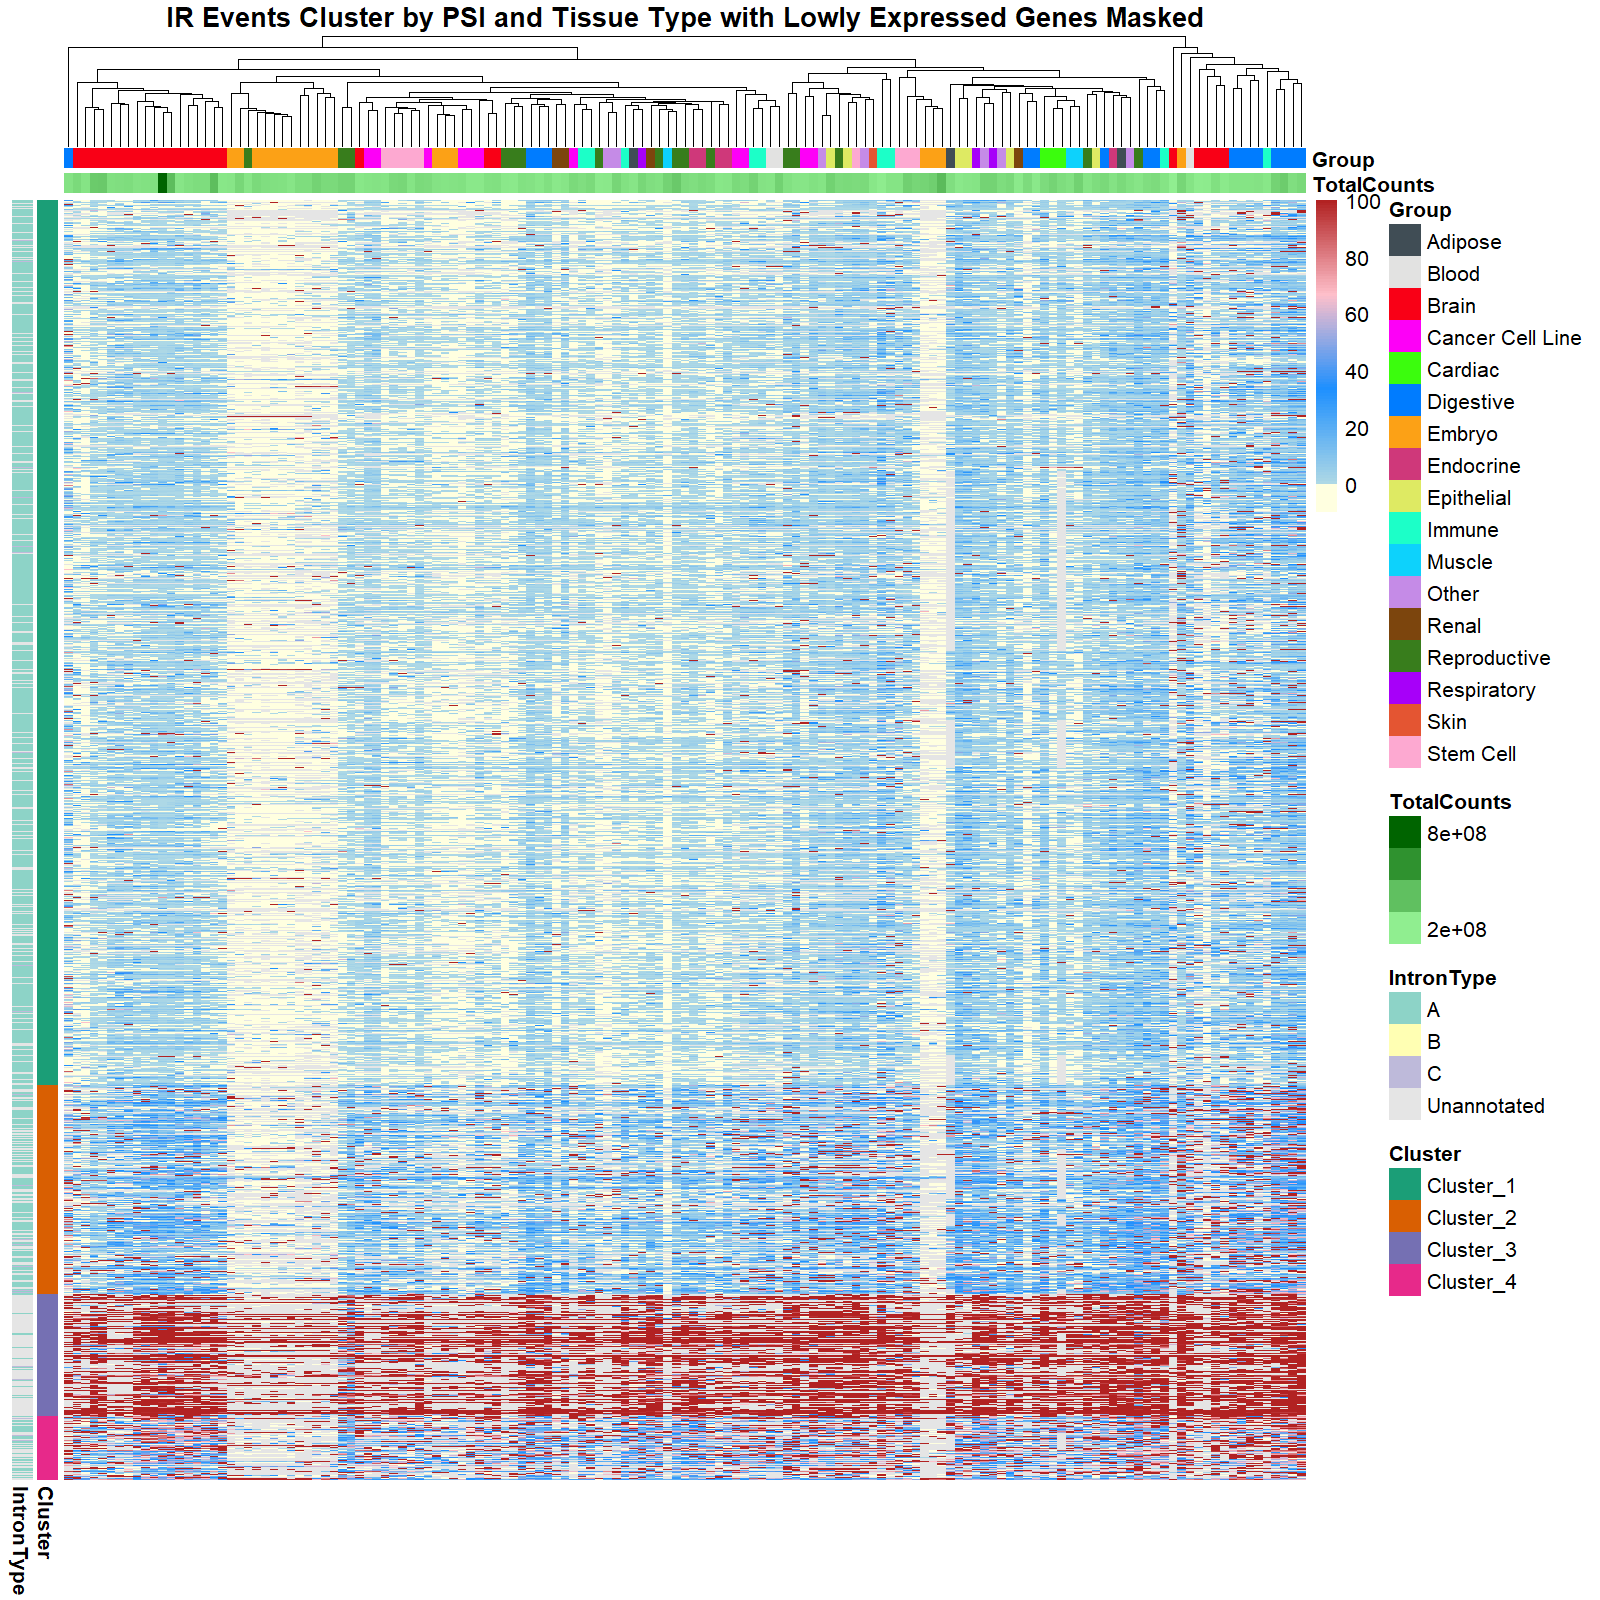 IR Events Cluster by PSI and Tissue Type with Lowly Expressed Genes Masked
Group
TotalCounts
100
80
60
40
20
0
Group
Adipose
Blood
Brain
Cancer Cell Line
Cardiac
Digestive
Embryo
Endocrine
Epithelial
Immune
Muscle
Other
Renal
Reproductive
Respiratory
Skin
Stem Cell
TotalCounts
8e+08
2e+08
IntronType
A
B
C
Unannotated
Cluster
Cluster_1
Cluster_2
Cluster_3
Cluster_4
IntronType
Cluster